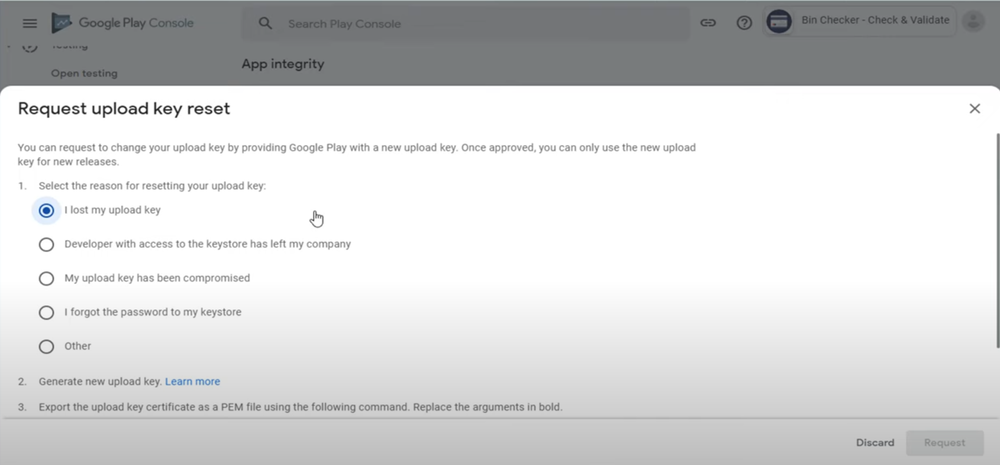 Google Play Console
Search Play Console
Bin Checker - Check & Validate
Testing
Open testing
App integrity
Request upload key reset
You can request to change your upload key by providing Google Play with a new upload key. Once approved, you can only use the new upload
key for new releases.
1. Select the reason for resetting your upload key:
I lost my upload key
Developer with access to the keystore has left my company
My upload key has been compromised
I forgot the password to my keystore
Other
2. Generate new upload key. Learn more
3. Export the upload key certificate as a PEM file using the following command. Replace the arguments in bold.
Discard
Request